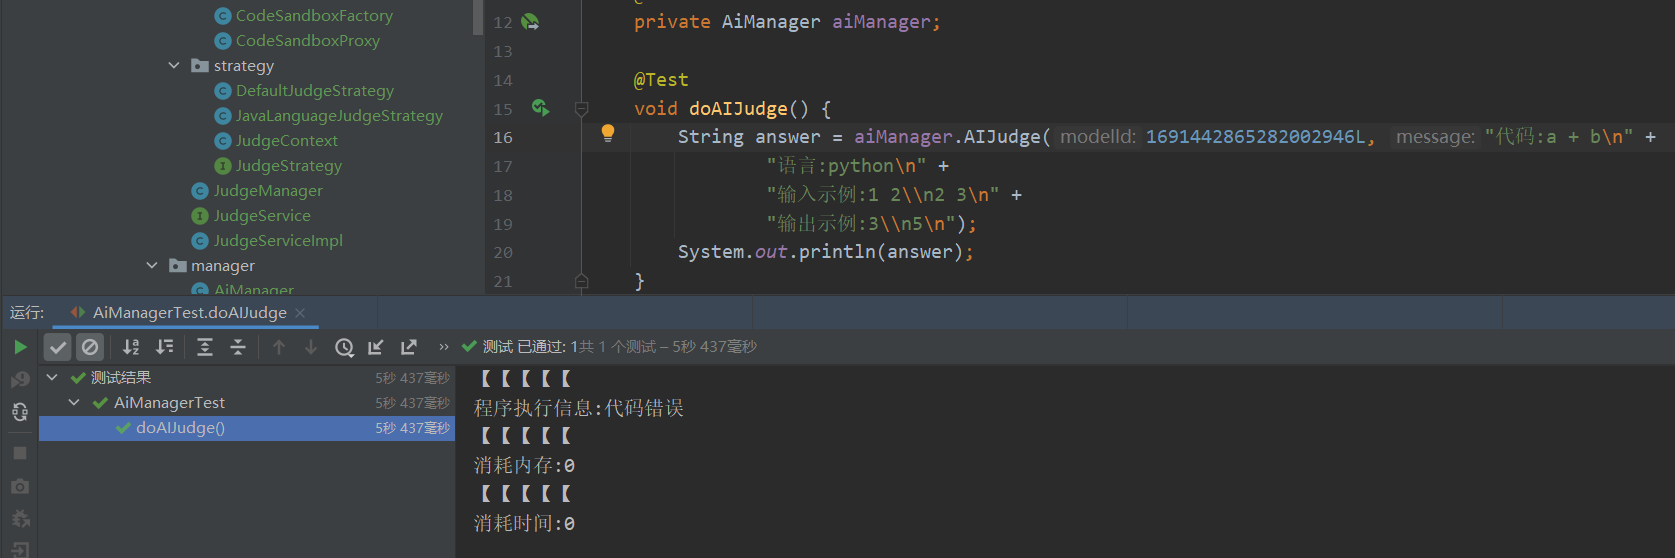 CodeSandboxFactory
CodeSandboxProxy
strategy
DefaultJudgeStrategy
JavaLanguageJudgeStrategy
JudgeContext
JudgeStrategy
JudgeManager
JudgeService
JudgeServiceImpl
manager
AiManager
12 private AiManager aiManager;
13
14 @Test
15 void doAIJudge() {
16 String answer = aiManager.AIJudge( modelId: 1691442865282002946L, message: "代码:a + b\n" +
17 "语言:python\n" +
18 "输入示例:1 2\\n2 3\n" +
19 "输出示例:3\\n5\n");
20 System.out.println(answer);
21 }
运行: AiManagerTest.doAIJudge ×
» 测试 已通过: 1共 1 个测试 – 5秒 437毫秒
测试结果 5秒 437毫秒
AiManagerTest 5秒 437毫秒
doAIJudge() 5秒 437毫秒
【【【【【
程序执行信息:代码错误
【【【【【
消耗内存:0
【【【【【
消耗时间:0